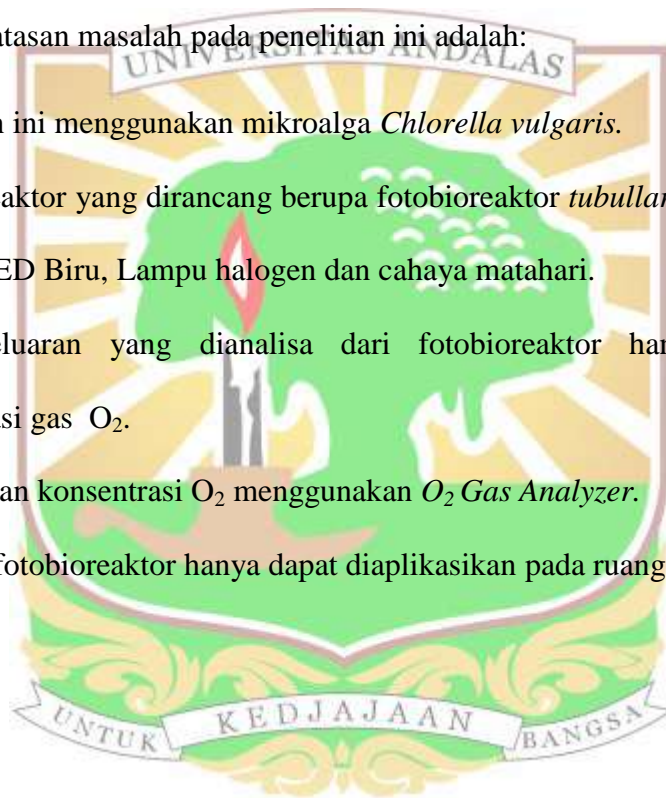 atasan masalah pada penelitian ini adalah:
UNIVERSITAS ANDALAS
n ini menggunakan mikroalga Chlorella vulgaris.
aktor yang dirancang berupa fotobioreaktor tubullar
ED Biru, Lampu halogen dan cahaya matahari.
eluaran yang dianalisa dari fotobioreaktor har
asi gas O₂.
an konsentrasi O₂ menggunakan O₂ Gas Analyzer.
fotobioreaktor hanya dapat diaplikasikan pada ruang
UNTUK KEDJAJAAN BANGSA